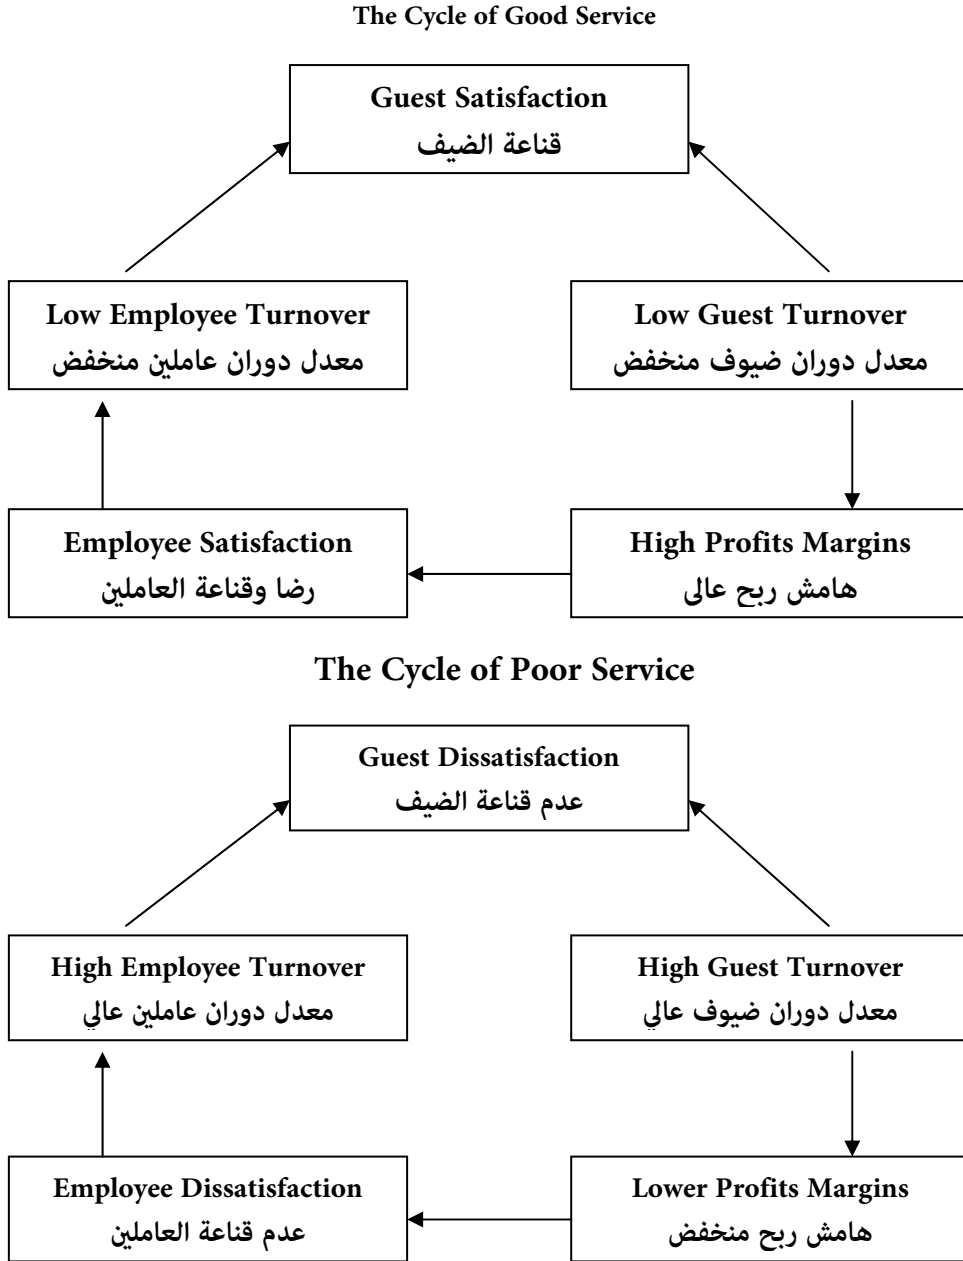 The Cycle of Good Service
Guest Satisfaction
قناعة الضيف
Low Employee Turnover
معدل دوران عاملين منخفض
Low Guest Turnover
معدل دوران ضيوف منخفض
Employee Satisfaction
رضا وقناعة العاملين
High Profits Margins
هامش ربح عالى
The Cycle of Poor Service
Guest Dissatisfaction
عدم قناعة الضيف
High Employee Turnover
معدل دوران عاملين عالي
High Guest Turnover
معدل دوران ضيوف عالي
Employee Dissatisfaction
عدم قناعة العاملين
Lower Profits Margins
هامش ربح منخفض